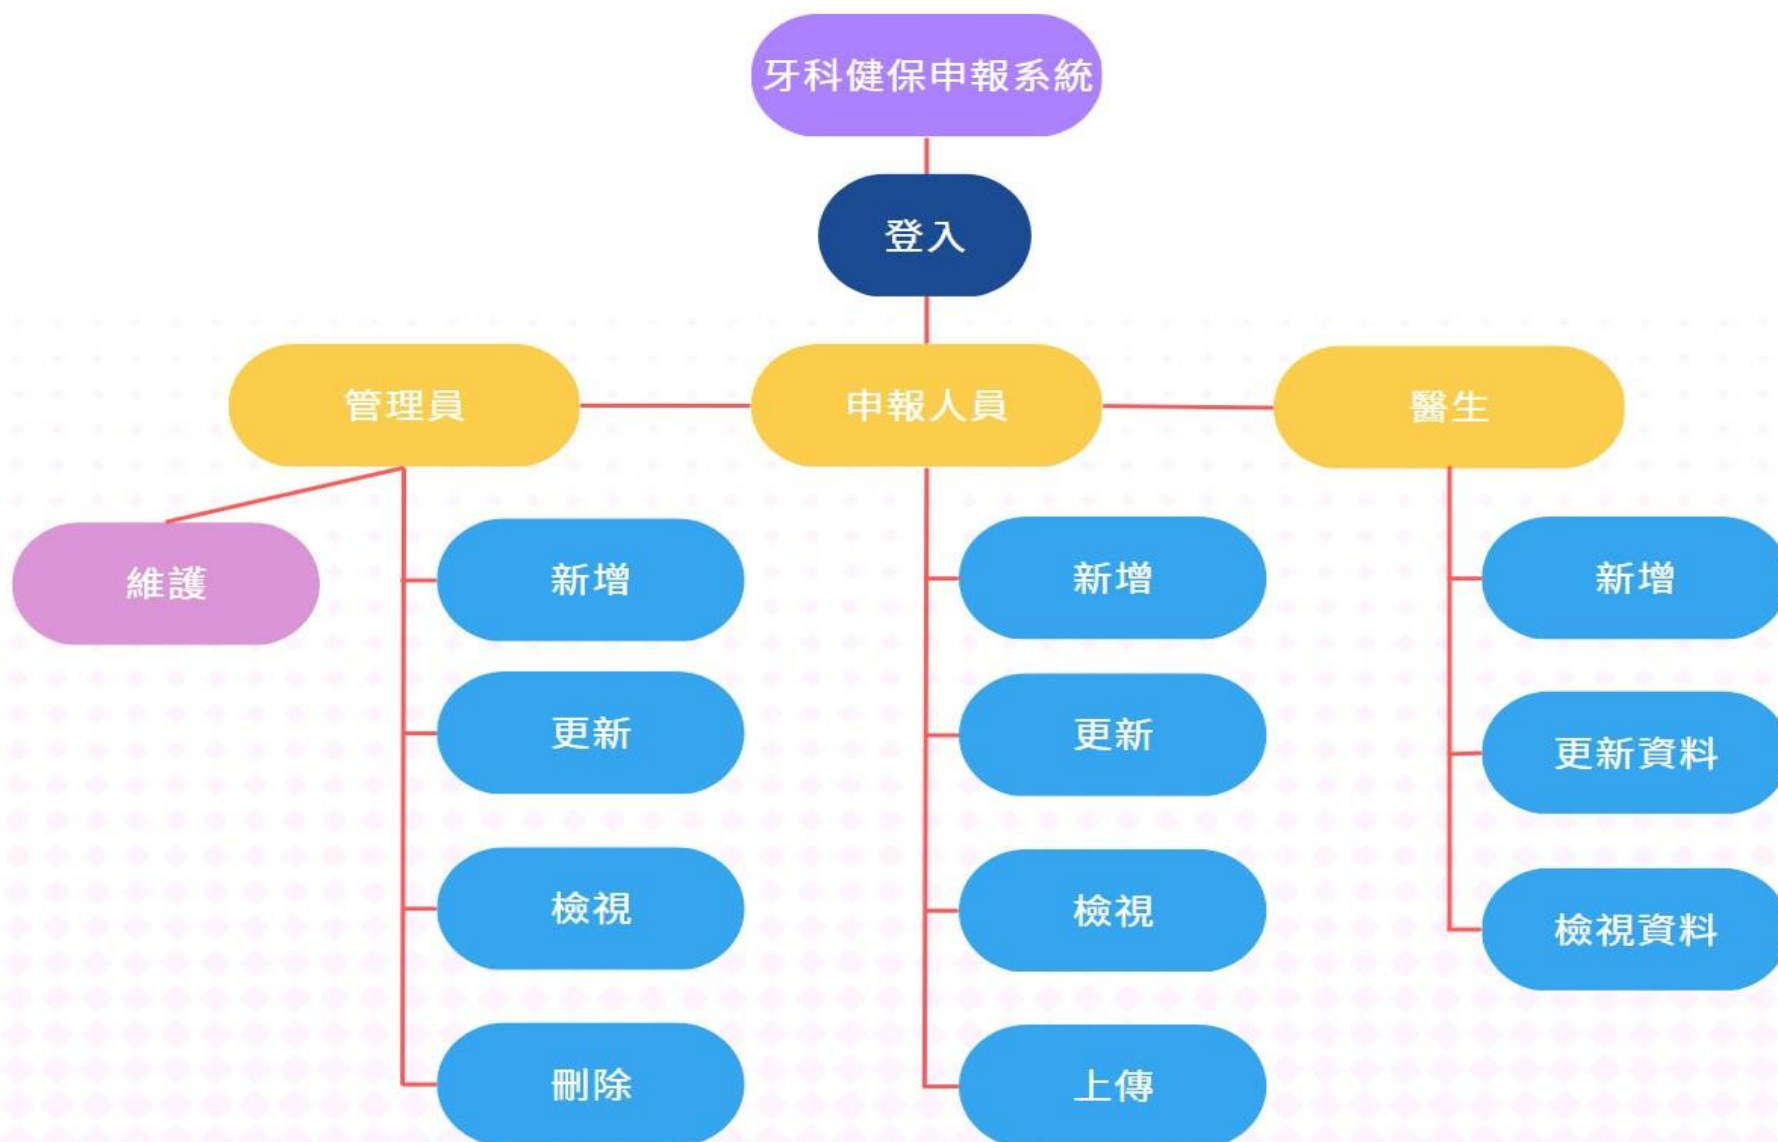 牙科健保申報系統
登入
管理員
申報人員
醫生
維護
新增
更新
檢視
刪除
新增
更新
檢視
上傳
新增
更新資料
檢視資料